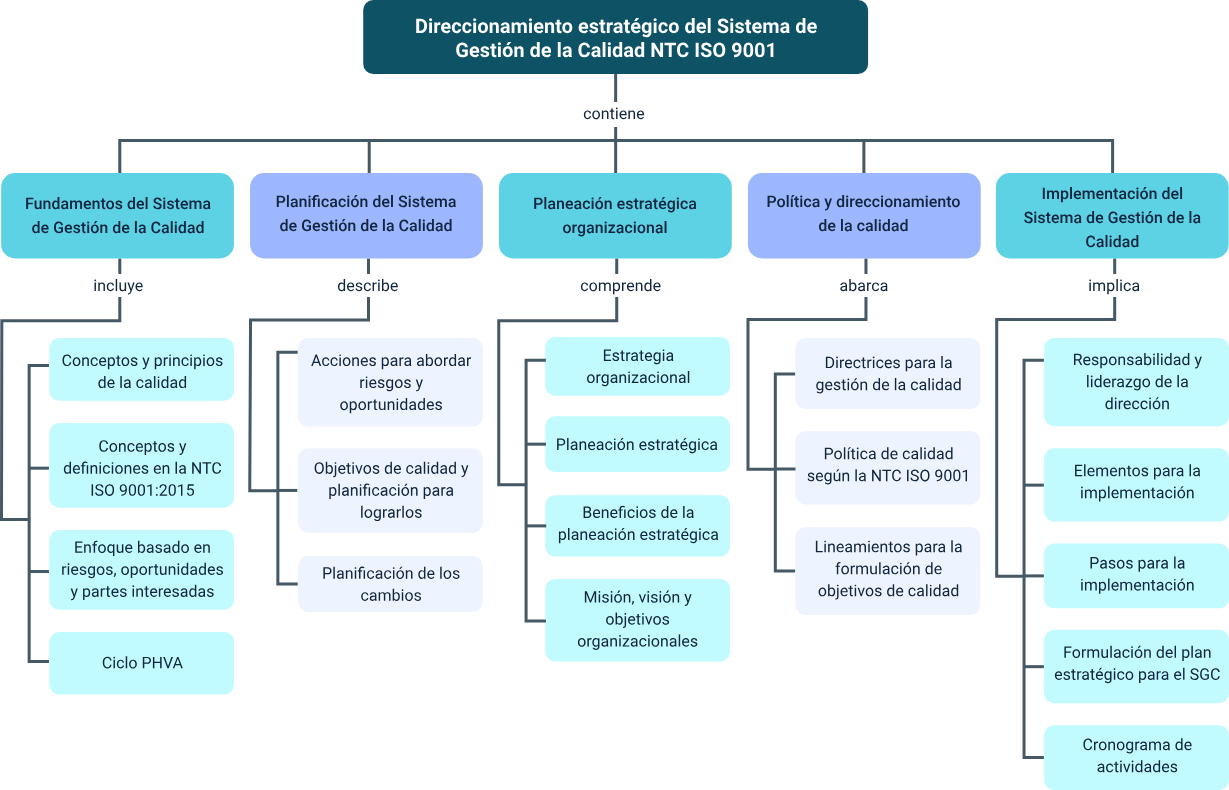 Direccionamiento estratégico del Sistema de
Gestión de la Calidad NTC ISO 9001
contiene
Fundamentos del Sistema
de Gestión de la Calidad
incluye
Conceptos y principios
de la calidad
Conceptos y
definiciones en la NTC
ISO 9001:2015
Enfoque basado en
riesgos, oportunidades
y partes interesadas
Ciclo PHVA
Planificación del Sistema
de Gestión de la Calidad
describe
Acciones para abordar
riesgos y
oportunidades
Objetivos de calidad y
planificación para
lograrlos
Planificación de los
cambios
Planeación estratégica
organizacional
comprende
Estrategia
organizacional
Planeación estratégica
Beneficios de la
planeación estratégica
Misión, visión y
objetivos
organizacionales
Política y direccionamiento
de la calidad
abarca
Directrices para la
gestión de la calidad
Política de calidad
según la NTC ISO 9001
Lineamientos para la
formulación de
objetivos de calidad
Implementación del
Sistema de Gestión de la
Calidad
implica
Responsabilidad y
liderazgo de la
dirección
Elementos para la
implementación
Pasos para la
implementación
Formulación del plan
estratégico para el SGC
Cronograma de
actividades